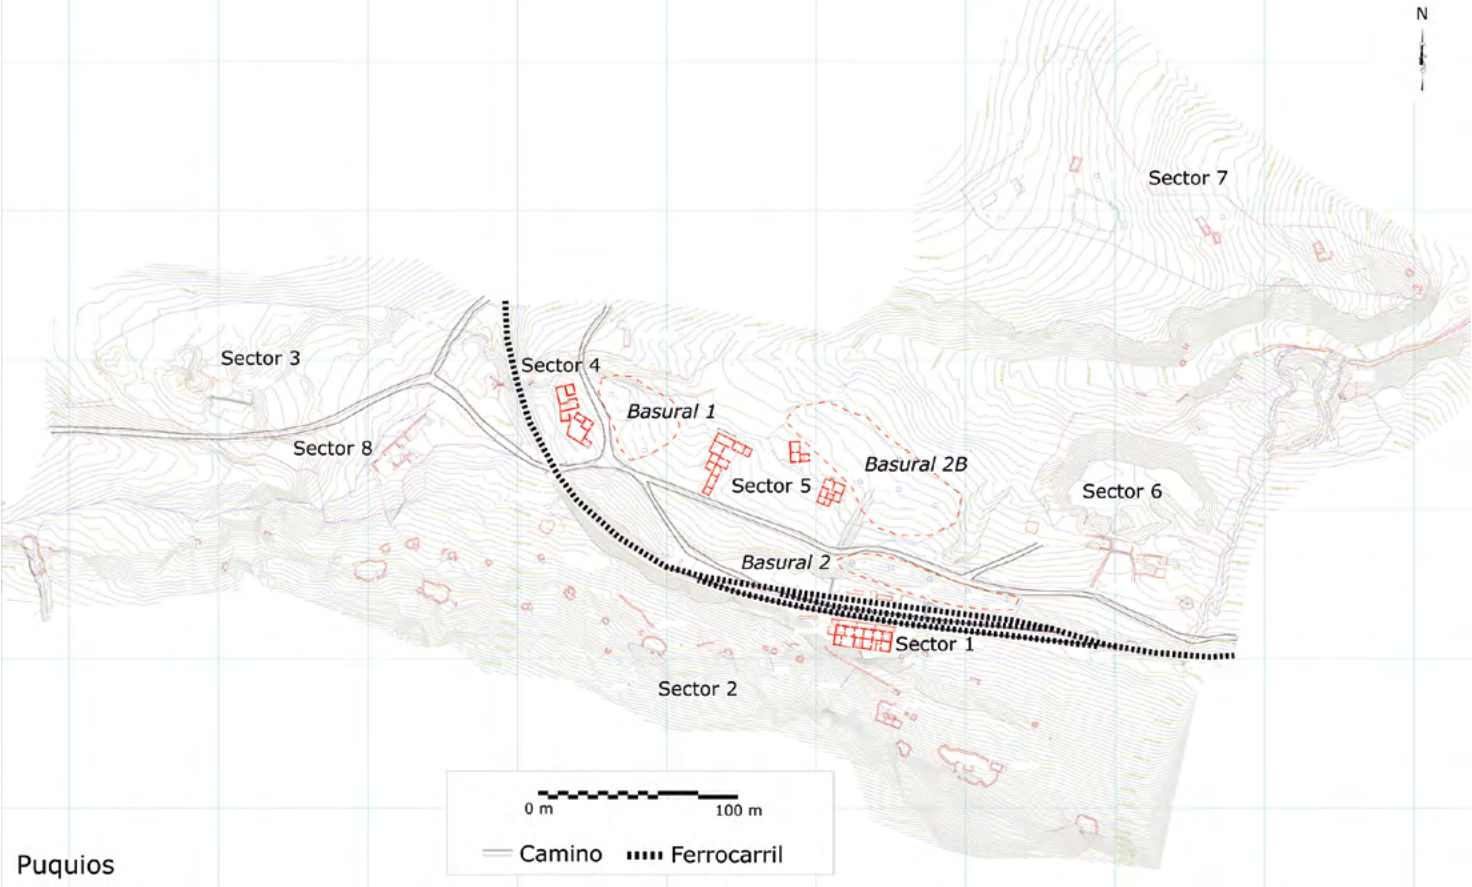 N
Sector 7
Sector 3
Sector 4
Basural 1
Sector 8
Basural 2B
Sector 5
Sector 6
Basural 2
Sector 1
Sector 2
0 m
100 m
Camino
Ferrocarril
Puquios